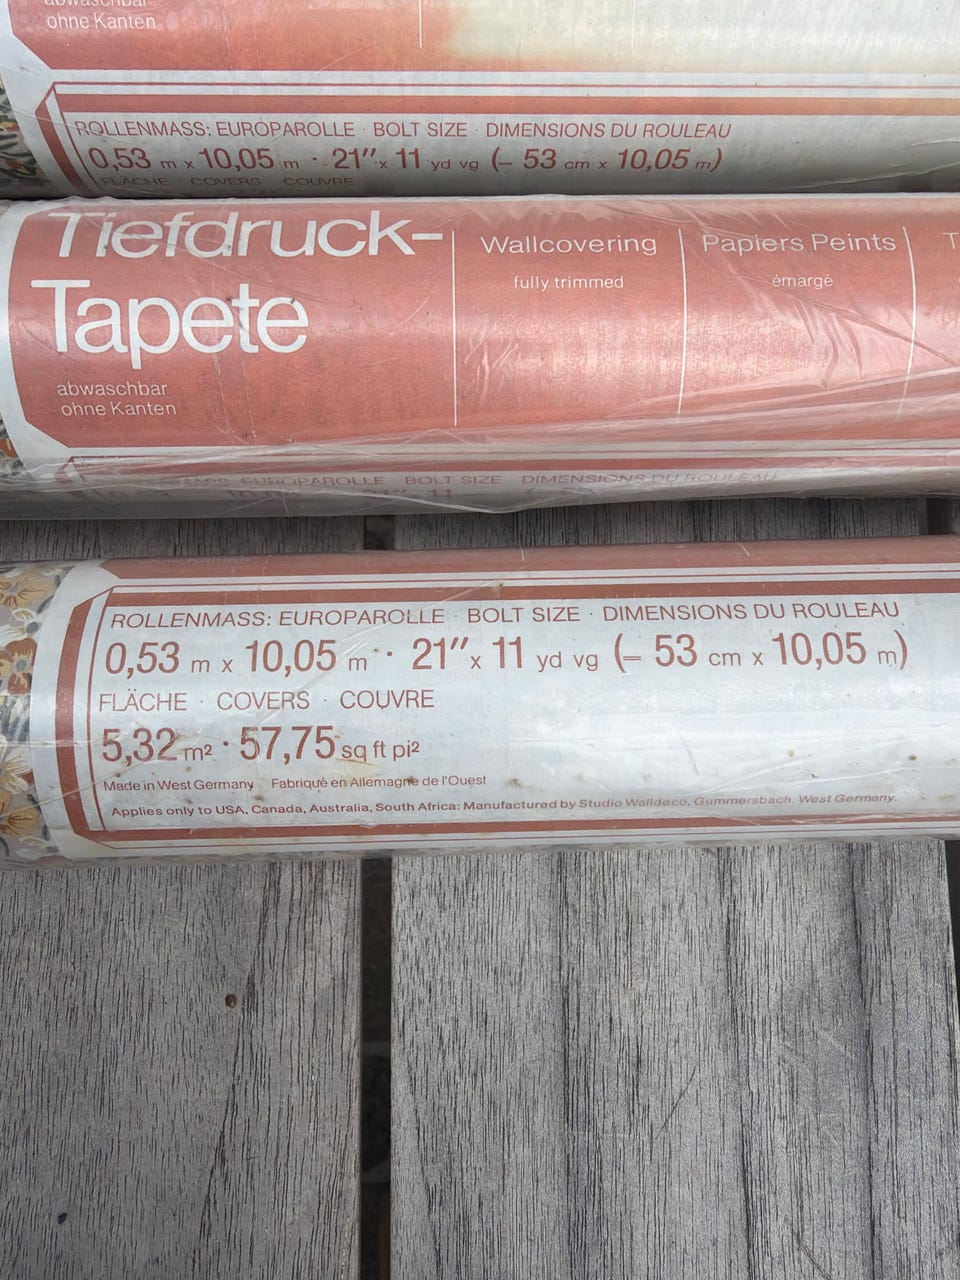 abwaschbar
ohne Kanten
ROLLENMASS: EUROPAROLLE · BOLT SIZE · DIMENSIONS DU ROULEAU
0,53 m x 10,05 m · 21″ x 11 yd vg (= 53 cm x 10,05 m)
FLÄCHE COVERS COUVRE
Tiefdruck-
Tapete
abwaschbar
ohne Kanten
Wallcovering
fully trimmed
Papiers Peints
émargé
EUROPAROLLE BOLT SIZE DIMENSIONS DU ROULEAU
ROLLENMASS: EUROPAROLLE · BOLT SIZE · DIMENSIONS DU ROULEAU
0,53 m x 10,05 m · 21″ x 11 yd vg (= 53 cm x 10,05 m)
FLÄCHE · COVERS · COUVRE
5,32 m² · 57,75 sq ft pi²
Made in West Germany Fabriqué en Allemagne de l'Ouest
Applies only to USA, Canada, Australia, South Africa: Manufactured by Studio Walldeco, Gummersbach, West Germany.